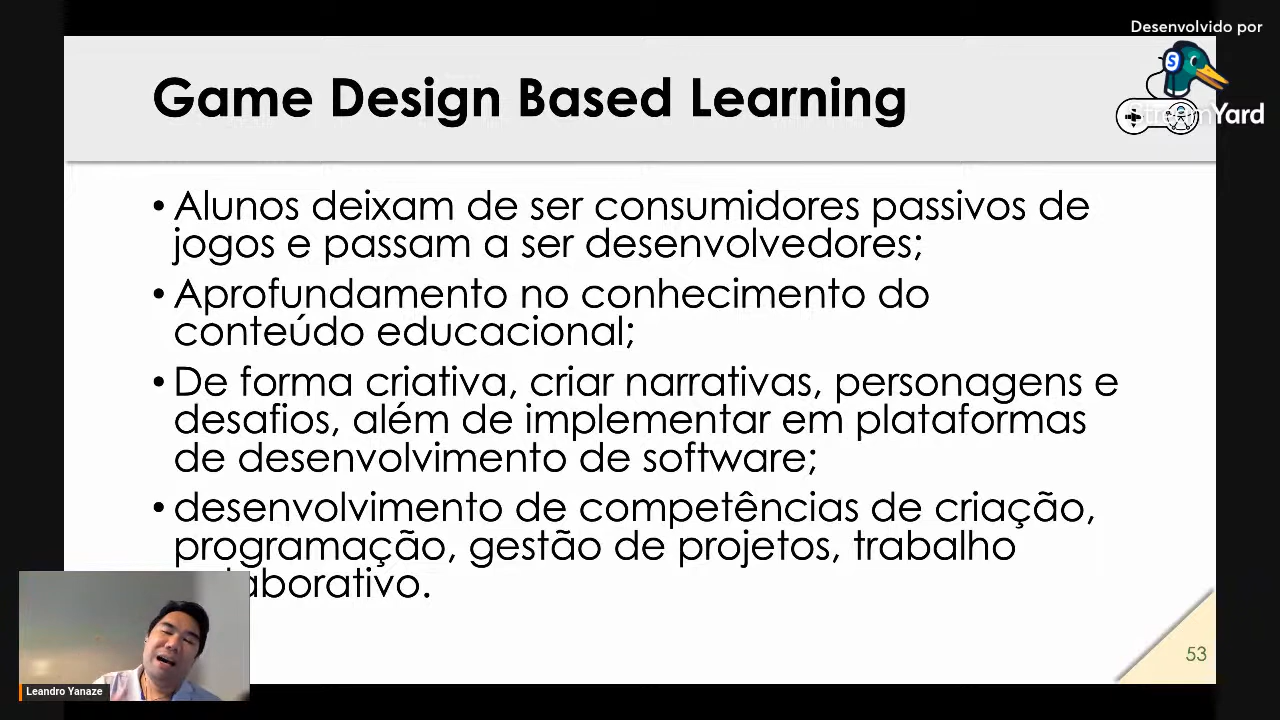 Desenvolvido por
StreamYard
Game Design Based Learning
• Alunos deixam de ser consumidores passivos de
jogos e passam a ser desenvolvedores;
• Aprofundamento no conhecimento do
conteúdo educacional;
• De forma criativa, criar narrativas, personagens e
desafios, além de implementar em plataformas
de desenvolvimento de software;
• desenvolvimento de competências de criação,
programação, gestão de projetos, trabalho
aborativo.
53
Leandro Yanaze